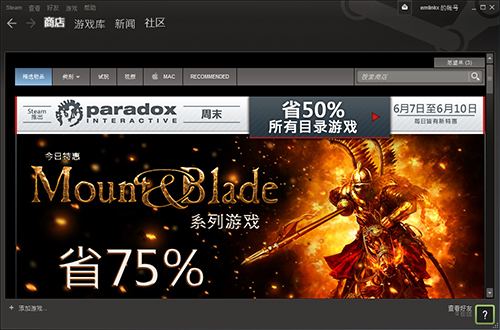 Steam 查看 好友 游戏 帮助
emlinkx 的帐号
商店 游戏库 新闻 社区
愿望单 (3)
精选物品 类别 试玩 视频 MAC RECOMMENDED
搜索商店
Steam 推出
paradox
INTERACTIVE
周末
省50%
所有目录游戏
6月7日至6月10日
每日皆有新特惠
今日特惠
Mount & Blade
系列游戏
省75%
+ 添加游戏...
查看好友
?